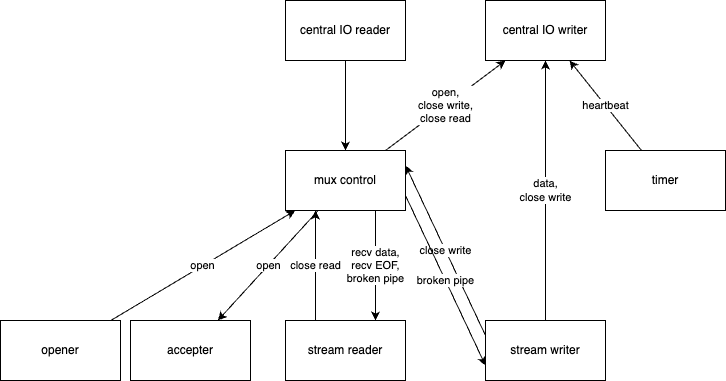 central IO reader
central IO writer
open,
close write,
close read
heartbeat
mux control
timer
data,
close write
open
open
close read
recv data,
recv EOF,
broken pipe
close write
broken pipe
opener
accepter
stream reader
stream writer